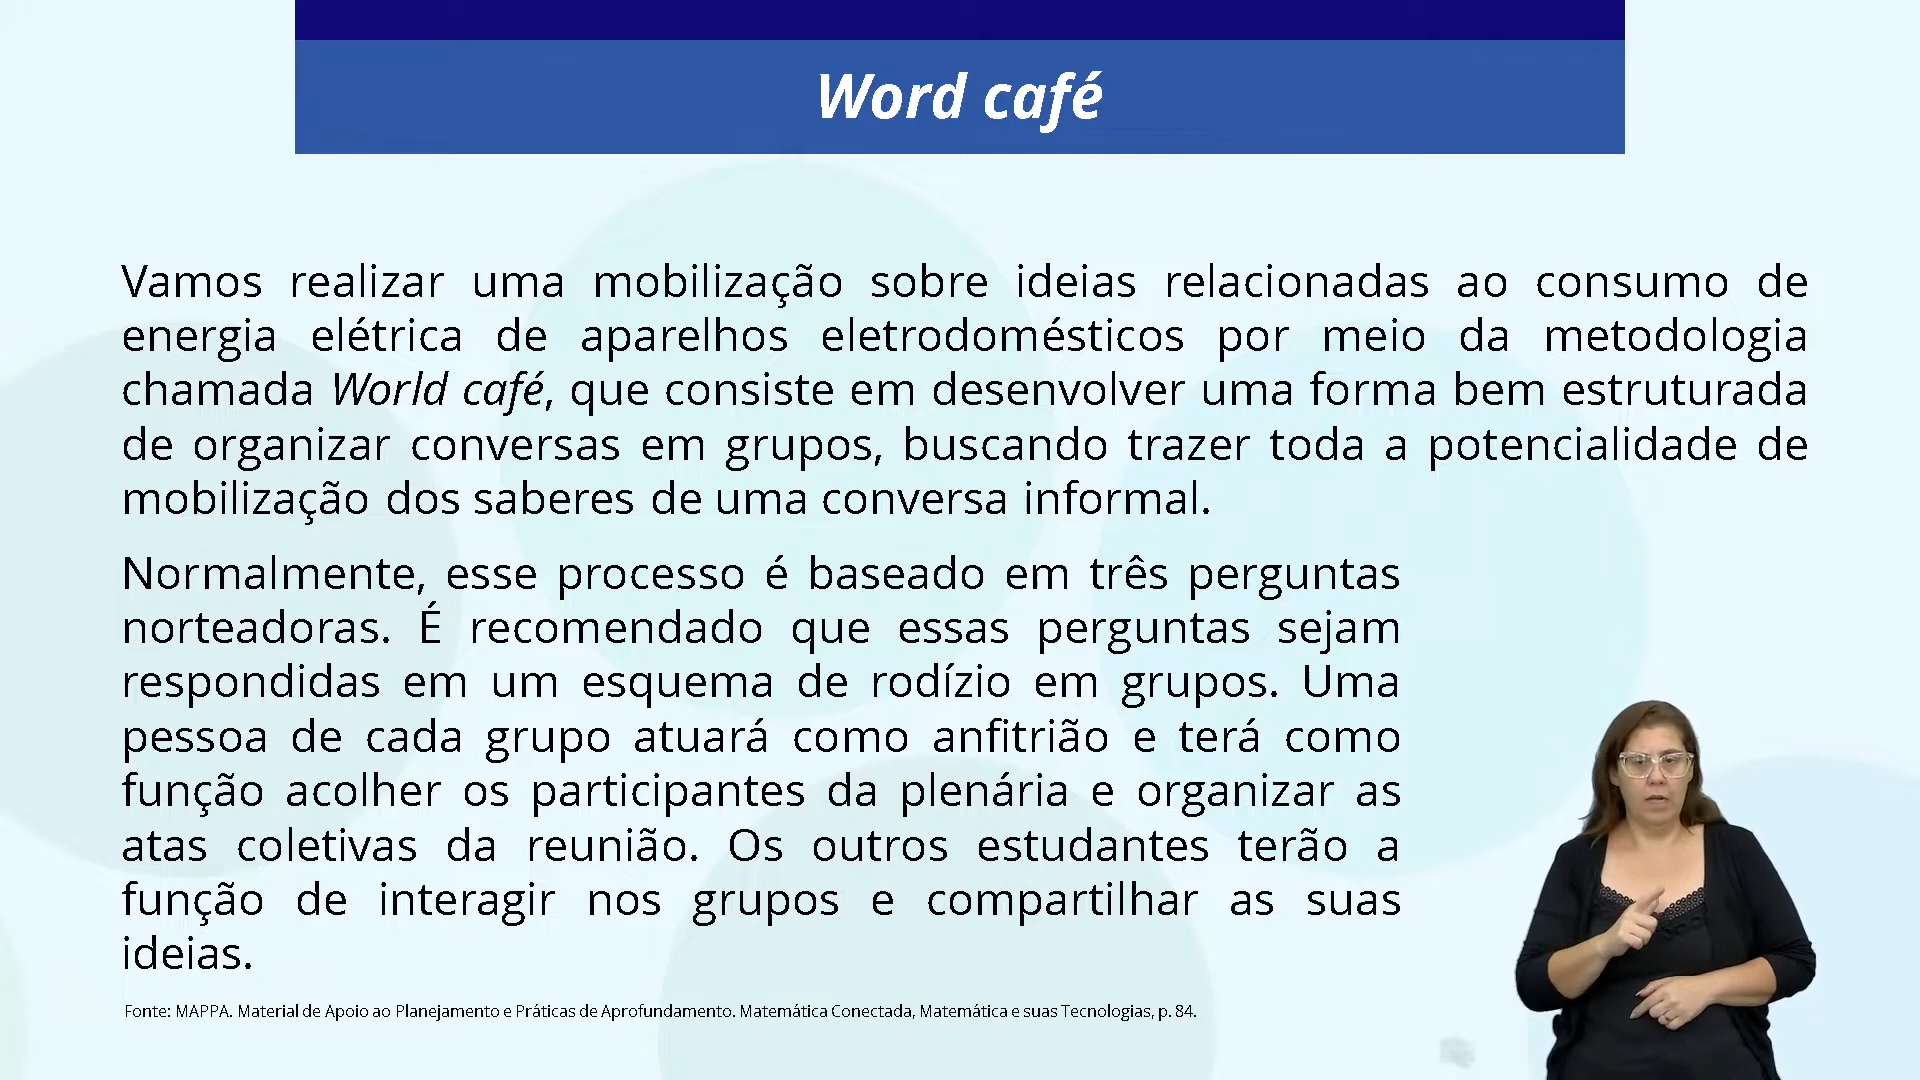 Word café
Vamos realizar uma mobilização sobre ideias relacionadas ao consumo de
energia elétrica de aparelhos eletrodomésticos por meio da metodologia
chamada World café, que consiste em desenvolver uma forma bem estruturada
de organizar conversas em grupos, buscando trazer toda a potencialidade de
mobilização dos saberes de uma conversa informal.
Normalmente, esse processo é baseado em três perguntas
norteadoras. É recomendado que essas perguntas sejam
respondidas em um esquema de rodízio em grupos. Uma
pessoa de cada grupo atuará como anfitrião e terá como
função acolher os participantes da plenária e organizar as
atas coletivas da reunião. Os outros estudantes terão a
função de interagir nos grupos e compartilhar as suas
ideias.
Fonte: MAPPA. Material de Apoio ao Planejamento e Práticas de Aprofundamento. Matemática Conectada, Matemática e suas Tecnologias, p. 84.